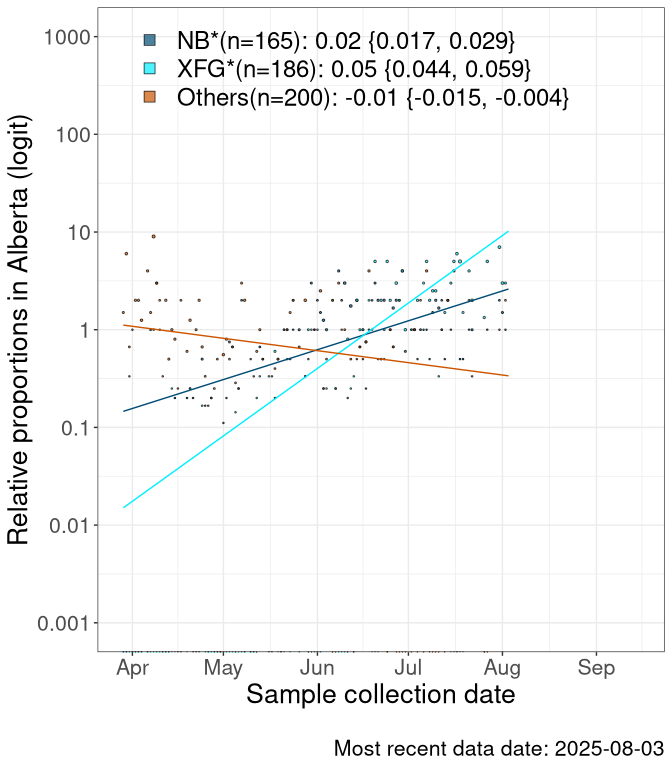 NB*(n=165): 0.02 {0.017, 0.029}
XFG*(n=186): 0.05 {0.044, 0.059}
Others(n=200): -0.01 {-0.015, -0.004}
Relative proportions in Alberta (logit)
1000
100
10
1
0.1
0.01
0.001
Apr May Jun Jul Aug Sep
Sample collection date
Most recent data date: 2025-08-03